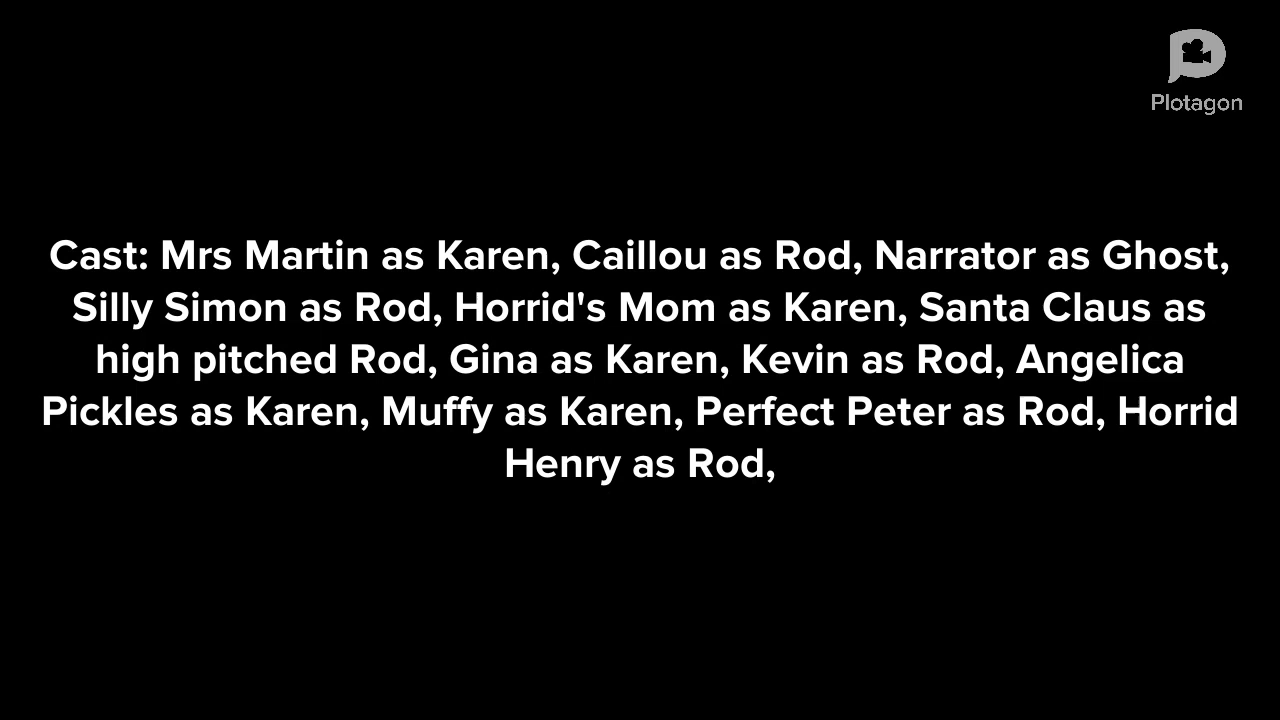 Plotagon
Cast: Mrs Martin as Karen, Caillou as Rod, Narrator as Ghost,
Silly Simon as Rod, Horrid's Mom as Karen, Santa Claus as
high pitched Rod, Gina as Karen, Kevin as Rod, Angelica
Pickles as Karen, Muffy as Karen, Perfect Peter as Rod, Horrid
Henry as Rod,